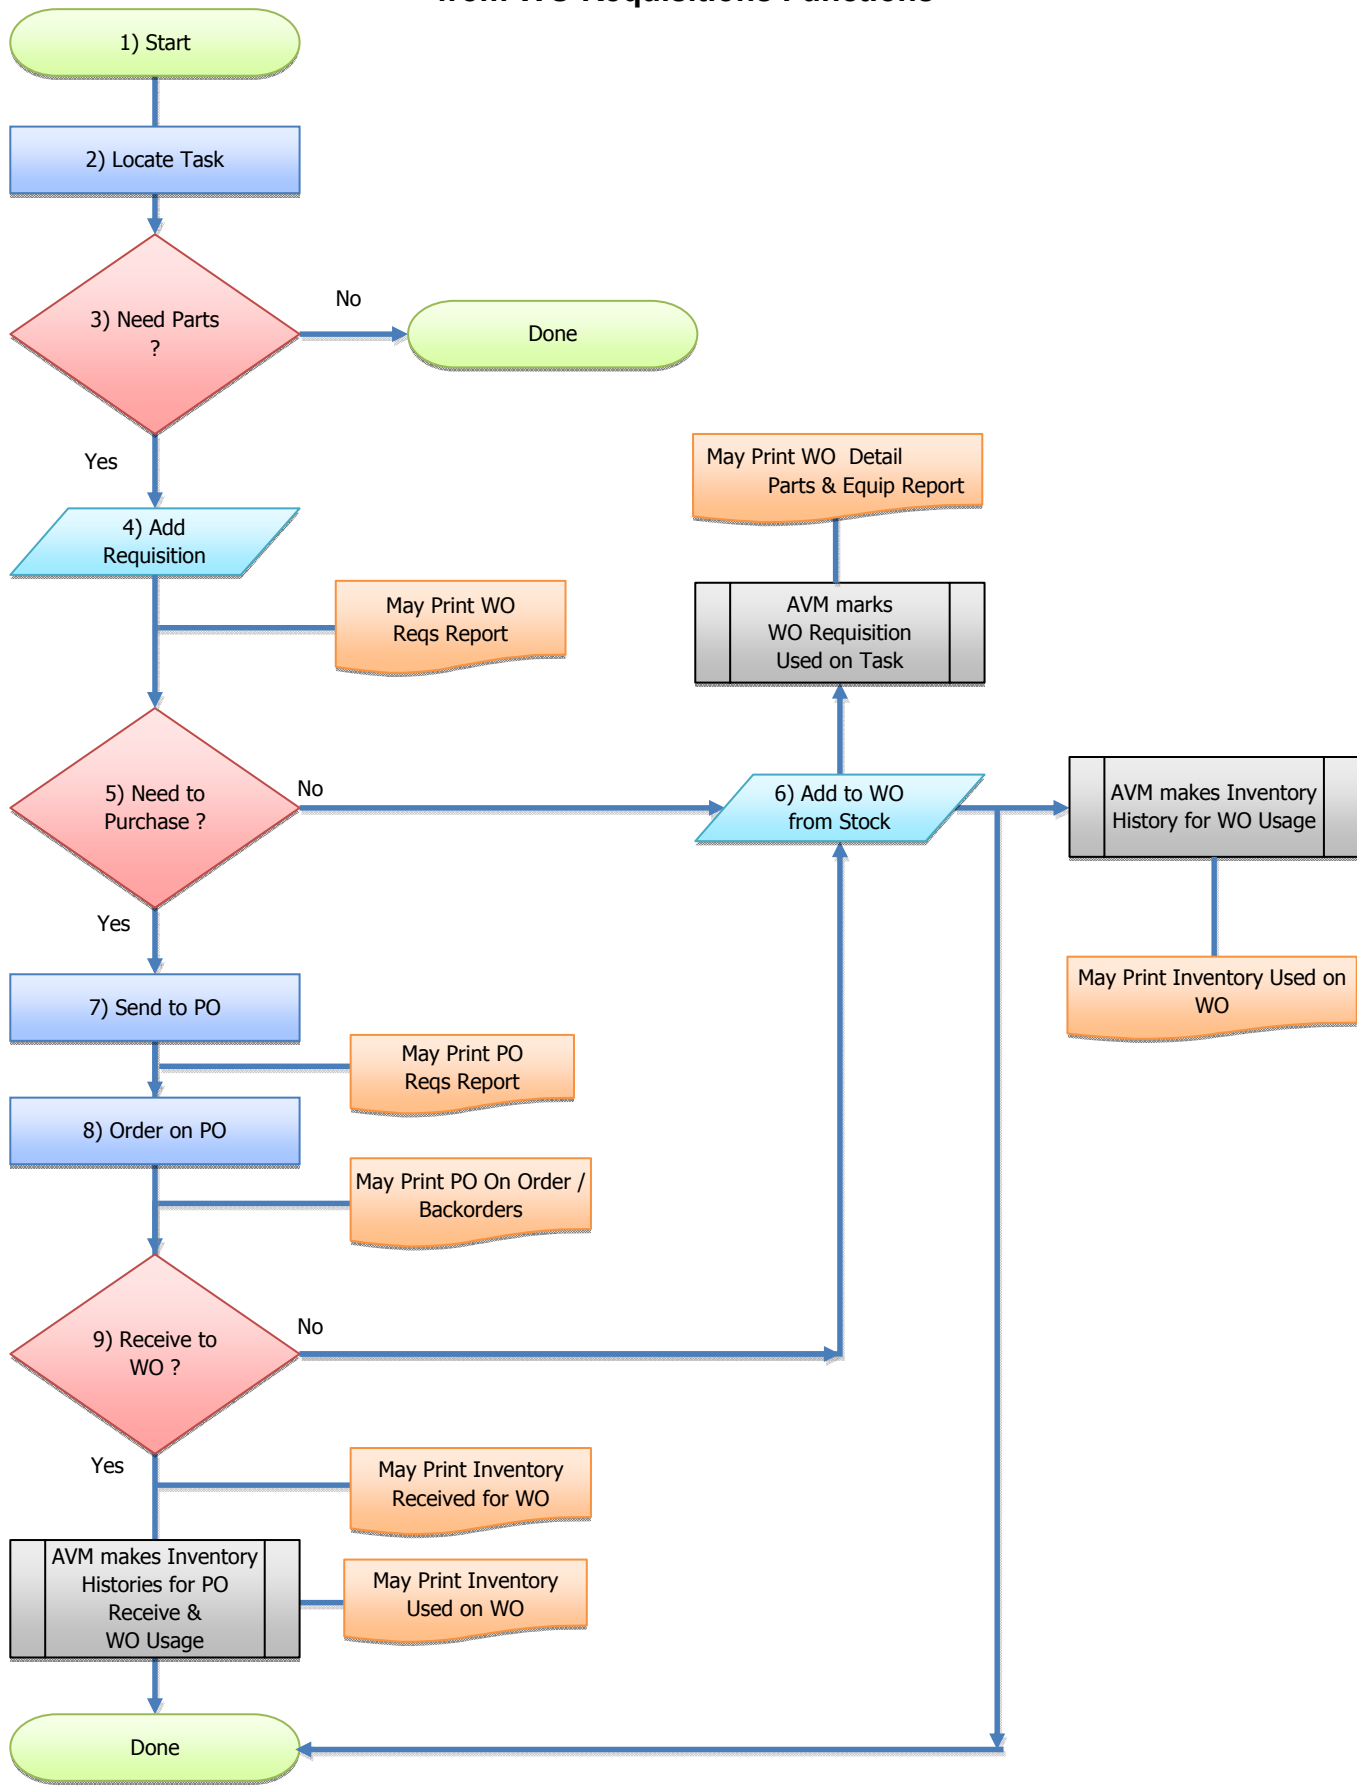 from WO Requisitions Functions
1) Start
2) Locate Task
3) Need Parts
?
No
Done
Yes
May Print WO Detail
Parts & Equip Report
4) Add
Requisition
May Print WO
Reqs Report
AVM marks
WO Requisition
Used on Task
5) Need to
Purchase ?
No
6) Add to WO
from Stock
AVM makes Inventory
History for WO Usage
Yes
7) Send to PO
May Print Inventory Used on
WO
May Print PO
Reqs Report
8) Order on PO
May Print PO On Order /
Backorders
9) Receive to
WO ?
No
Yes
May Print Inventory
Received for WO
AVM makes Inventory
Histories for PO
Receive &
WO Usage
May Print Inventory
Used on WO
Done